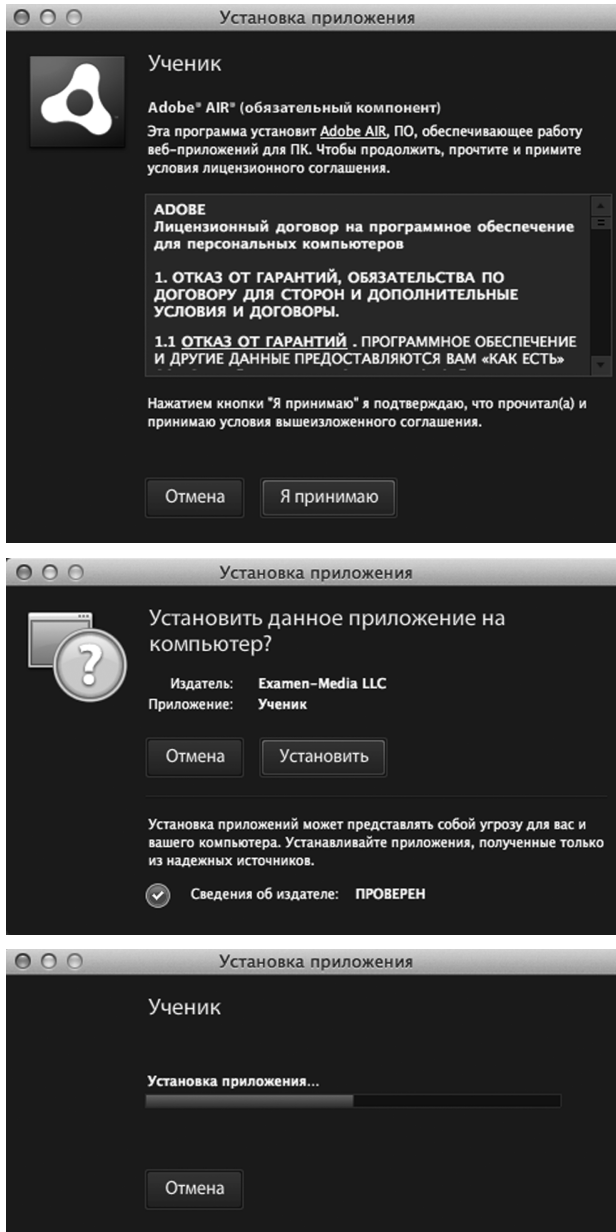 Установка приложения
Ученик
Adobe® AIR® (обязательный компонент)
Эта программа установит Adobe AIR, ПО, обеспечивающее работу
веб-приложений для ПК. Чтобы продолжить, прочтите и примите
условия лицензионного соглашения.
ADOBE
Лицензионный договор на программное обеспечение
для персональных компьютеров
1. ОТКАЗ ОТ ГАРАНТИЙ, ОБЯЗАТЕЛЬСТВА ПО
ДОГОВОРУ ДЛЯ СТОРОН И ДОПОЛНИТЕЛЬНЫЕ
УСЛОВИЯ И ДОГОВОРЫ.
1.1 ОТКАЗ ОТ ГАРАНТИЙ . ПРОГРАММНОЕ ОБЕСПЕЧЕНИЕ
И ДРУГИЕ ДАННЫЕ ПРЕДОСТАВЛЯЮТСЯ ВАМ «КАК ЕСТЬ»
Нажатием кнопки "Я принимаю" я подтверждаю, что прочитал(а) и
принимаю условия вышеизложенного соглашения.
Отмена Я принимаю
Установка приложения
Установить данное приложение на
компьютер?
Издатель: Examen-Media LLC
Приложение: Ученик
Отмена Установить
Установка приложений может представлять собой угрозу для вас и
вашего компьютера. Устанавливайте приложения, полученные только
из надежных источников.
Сведения об издателе: ПРОВЕРЕН
Установка приложения
Ученик
Установка приложения...
Отмена